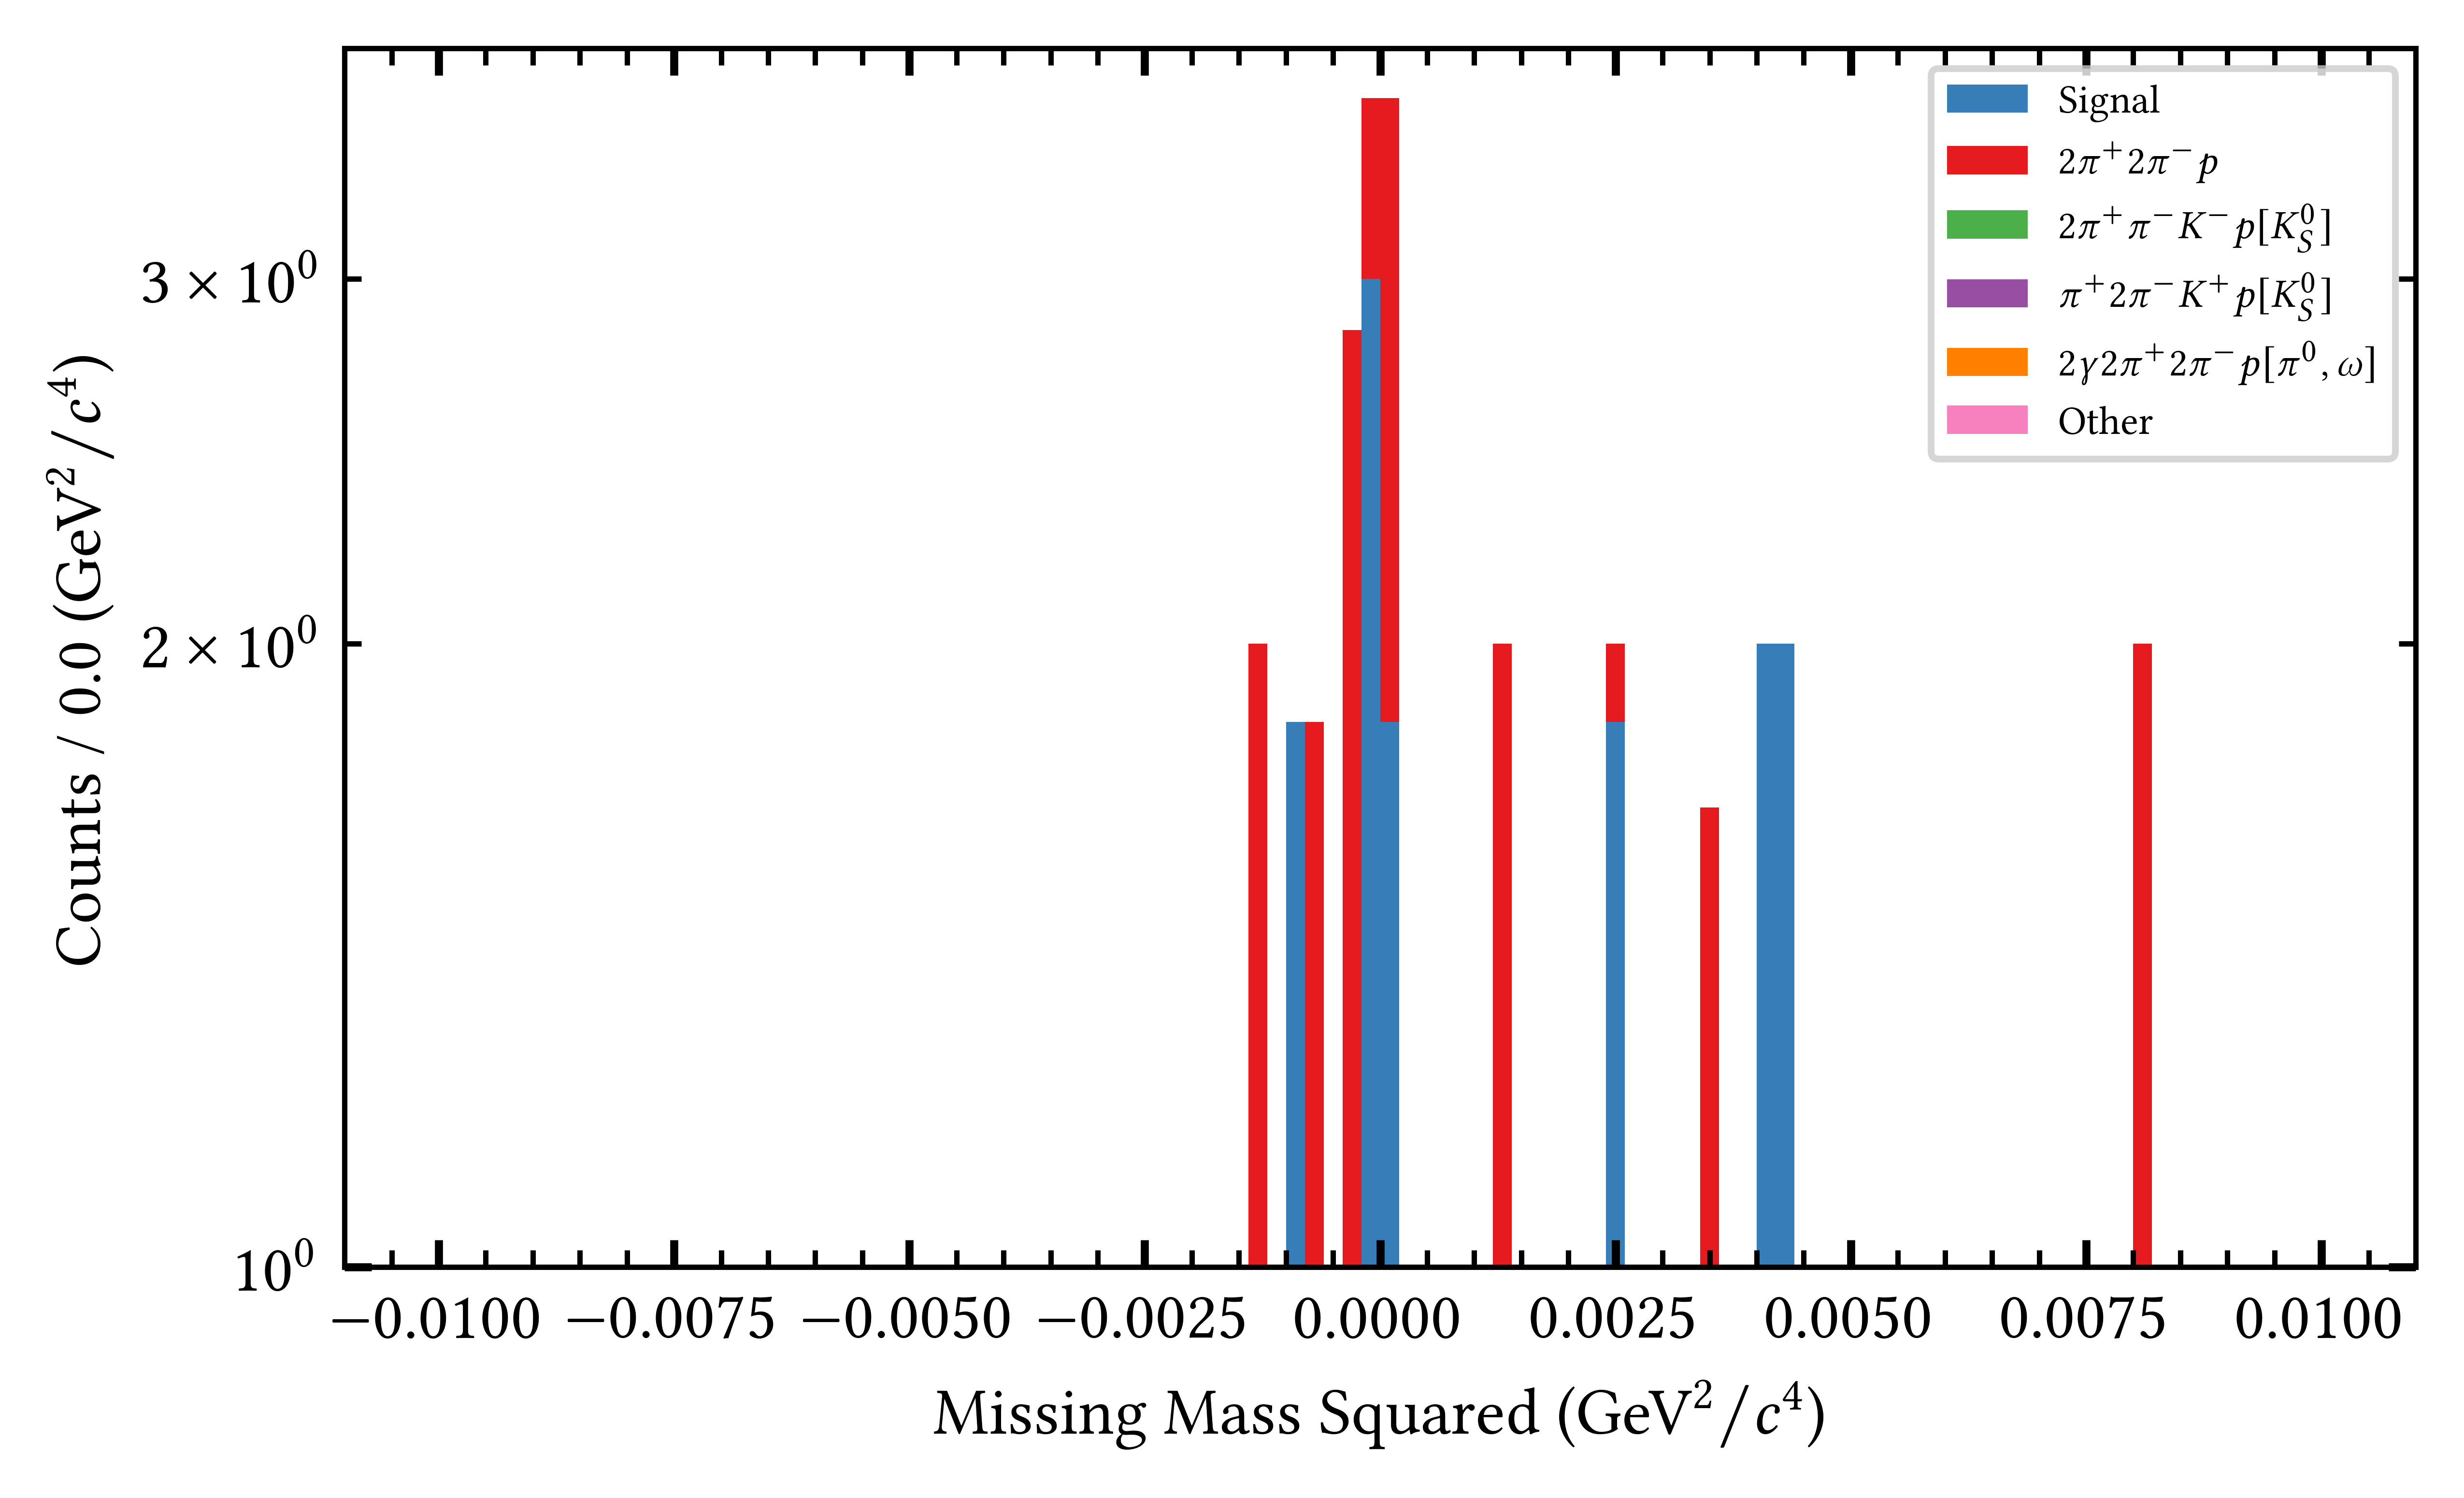 Counts / 0.0 (GeV²/c⁴)
3 × 10⁰
2 × 10⁰
10⁰
Signal
2π⁺2π⁻p
2π⁺π⁻K⁻p[K⁰_S]
π⁺2π⁻K⁺p[K⁰_S]
2γ2π⁺2π⁻p[π⁰, ω]
Other
−0.0100 −0.0075 −0.0050 −0.0025 0.0000 0.0025 0.0050 0.0075 0.0100
Missing Mass Squared (GeV²/c⁴)